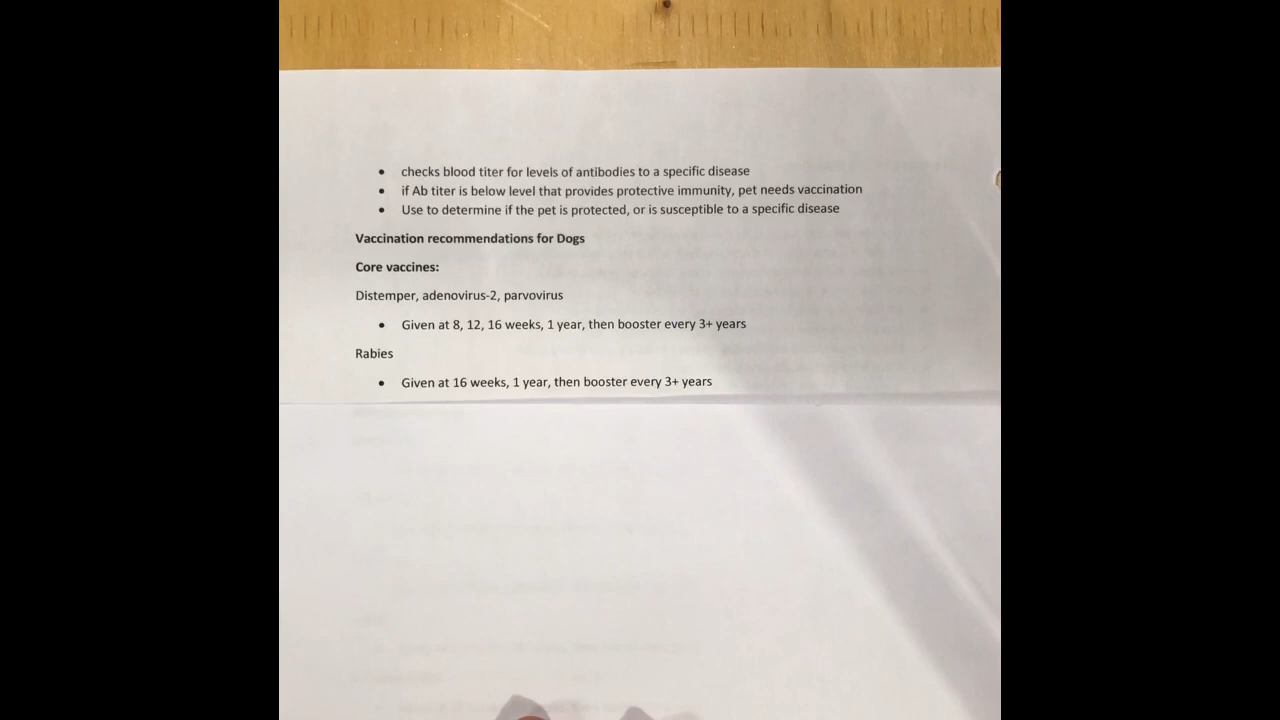 • checks blood titer for levels of antibodies to a specific disease
• if Ab titer is below level that provides protective immunity, pet needs vaccination
• Use to determine if the pet is protected, or is susceptible to a specific disease
Vaccination recommendations for Dogs
Core vaccines:
Distemper, adenovirus-2, parvovirus
• Given at 8, 12, 16 weeks, 1 year, then booster every 3+ years
Rabies
• Given at 16 weeks, 1 year, then booster every 3+ years